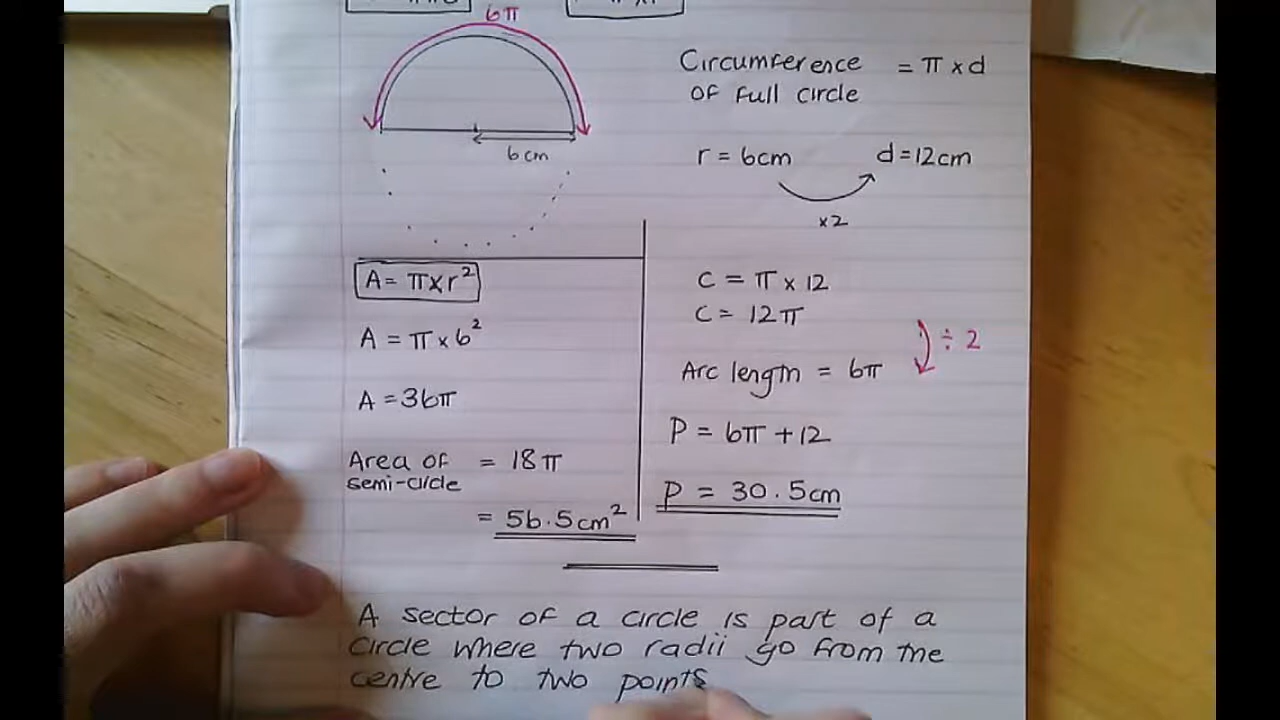 6π
6cm
Circumference = π × d
of full circle
r = 6cm d = 12cm
×2
A = π×r²
A = π × 6²
A = 36π
Area of = 18π
semi-circle
= 56.5cm²
C = π × 12
C = 12π
÷ 2
Arc length = 6π
P = 6π + 12
P = 30.5cm
A sector of a circle is part of a
circle where two radii go from the
centre to two points